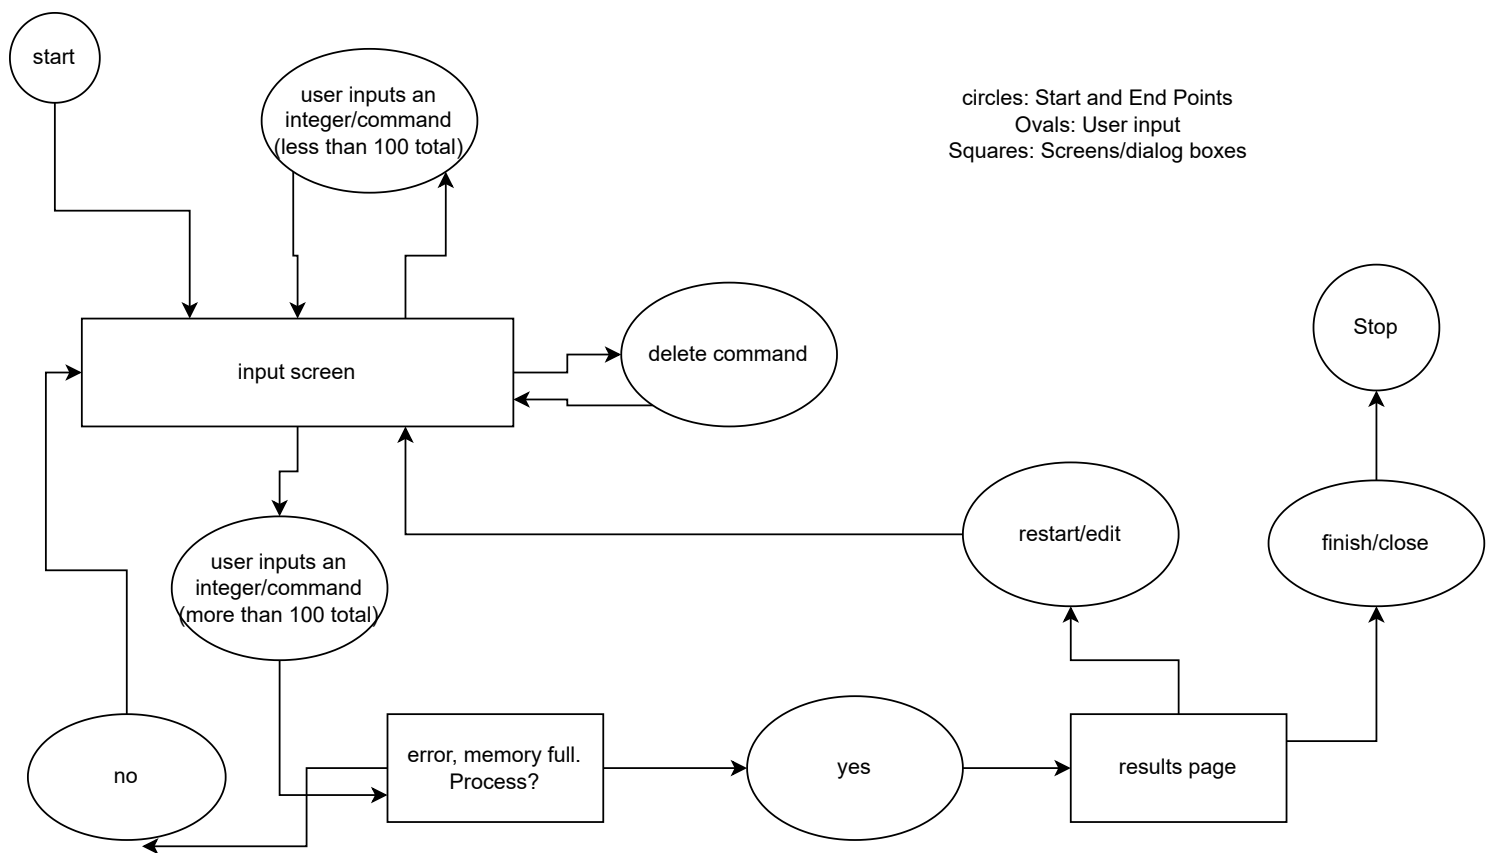 start
user inputs an
integer/command
(less than 100 total)
circles: Start and End Points
Ovals: User input
Squares: Screens/dialog boxes
input screen
delete command
Stop
user inputs an
integer/command
(more than 100 total)
restart/edit
finish/close
no
error, memory full.
Process?
yes
results page